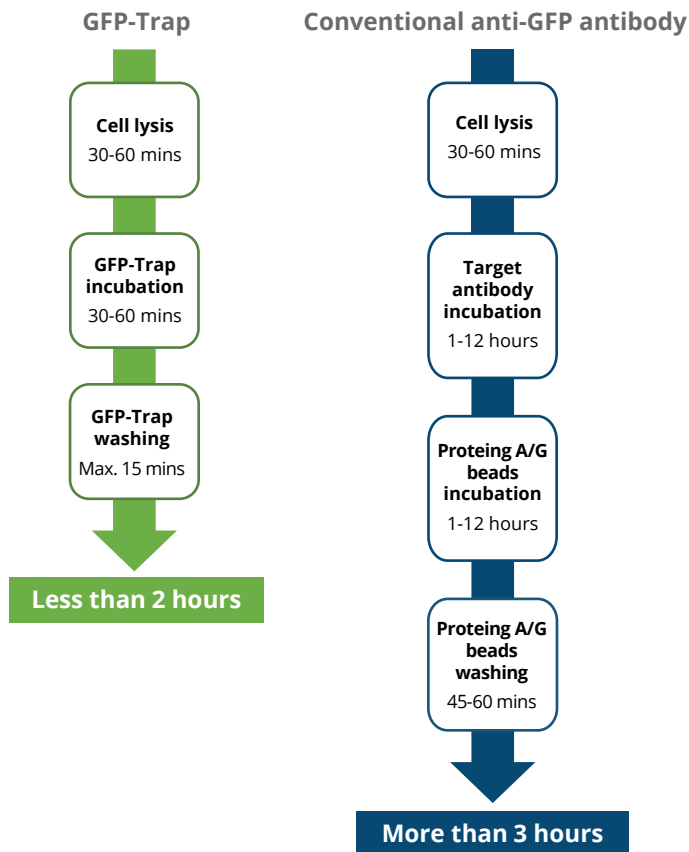 GFP-Trap
Cell lysis
30-60 mins
GFP-Trap
incubation
30-60 mins
GFP-Trap
washing
Max. 15 mins
Less than 2 hours
Conventional anti-GFP antibody
Cell lysis
30-60 mins
Target
antibody
incubation
1-12 hours
Proteing A/G
beads
incubation
1-12 hours
Proteing A/G
beads
washing
45-60 mins
More than 3 hours